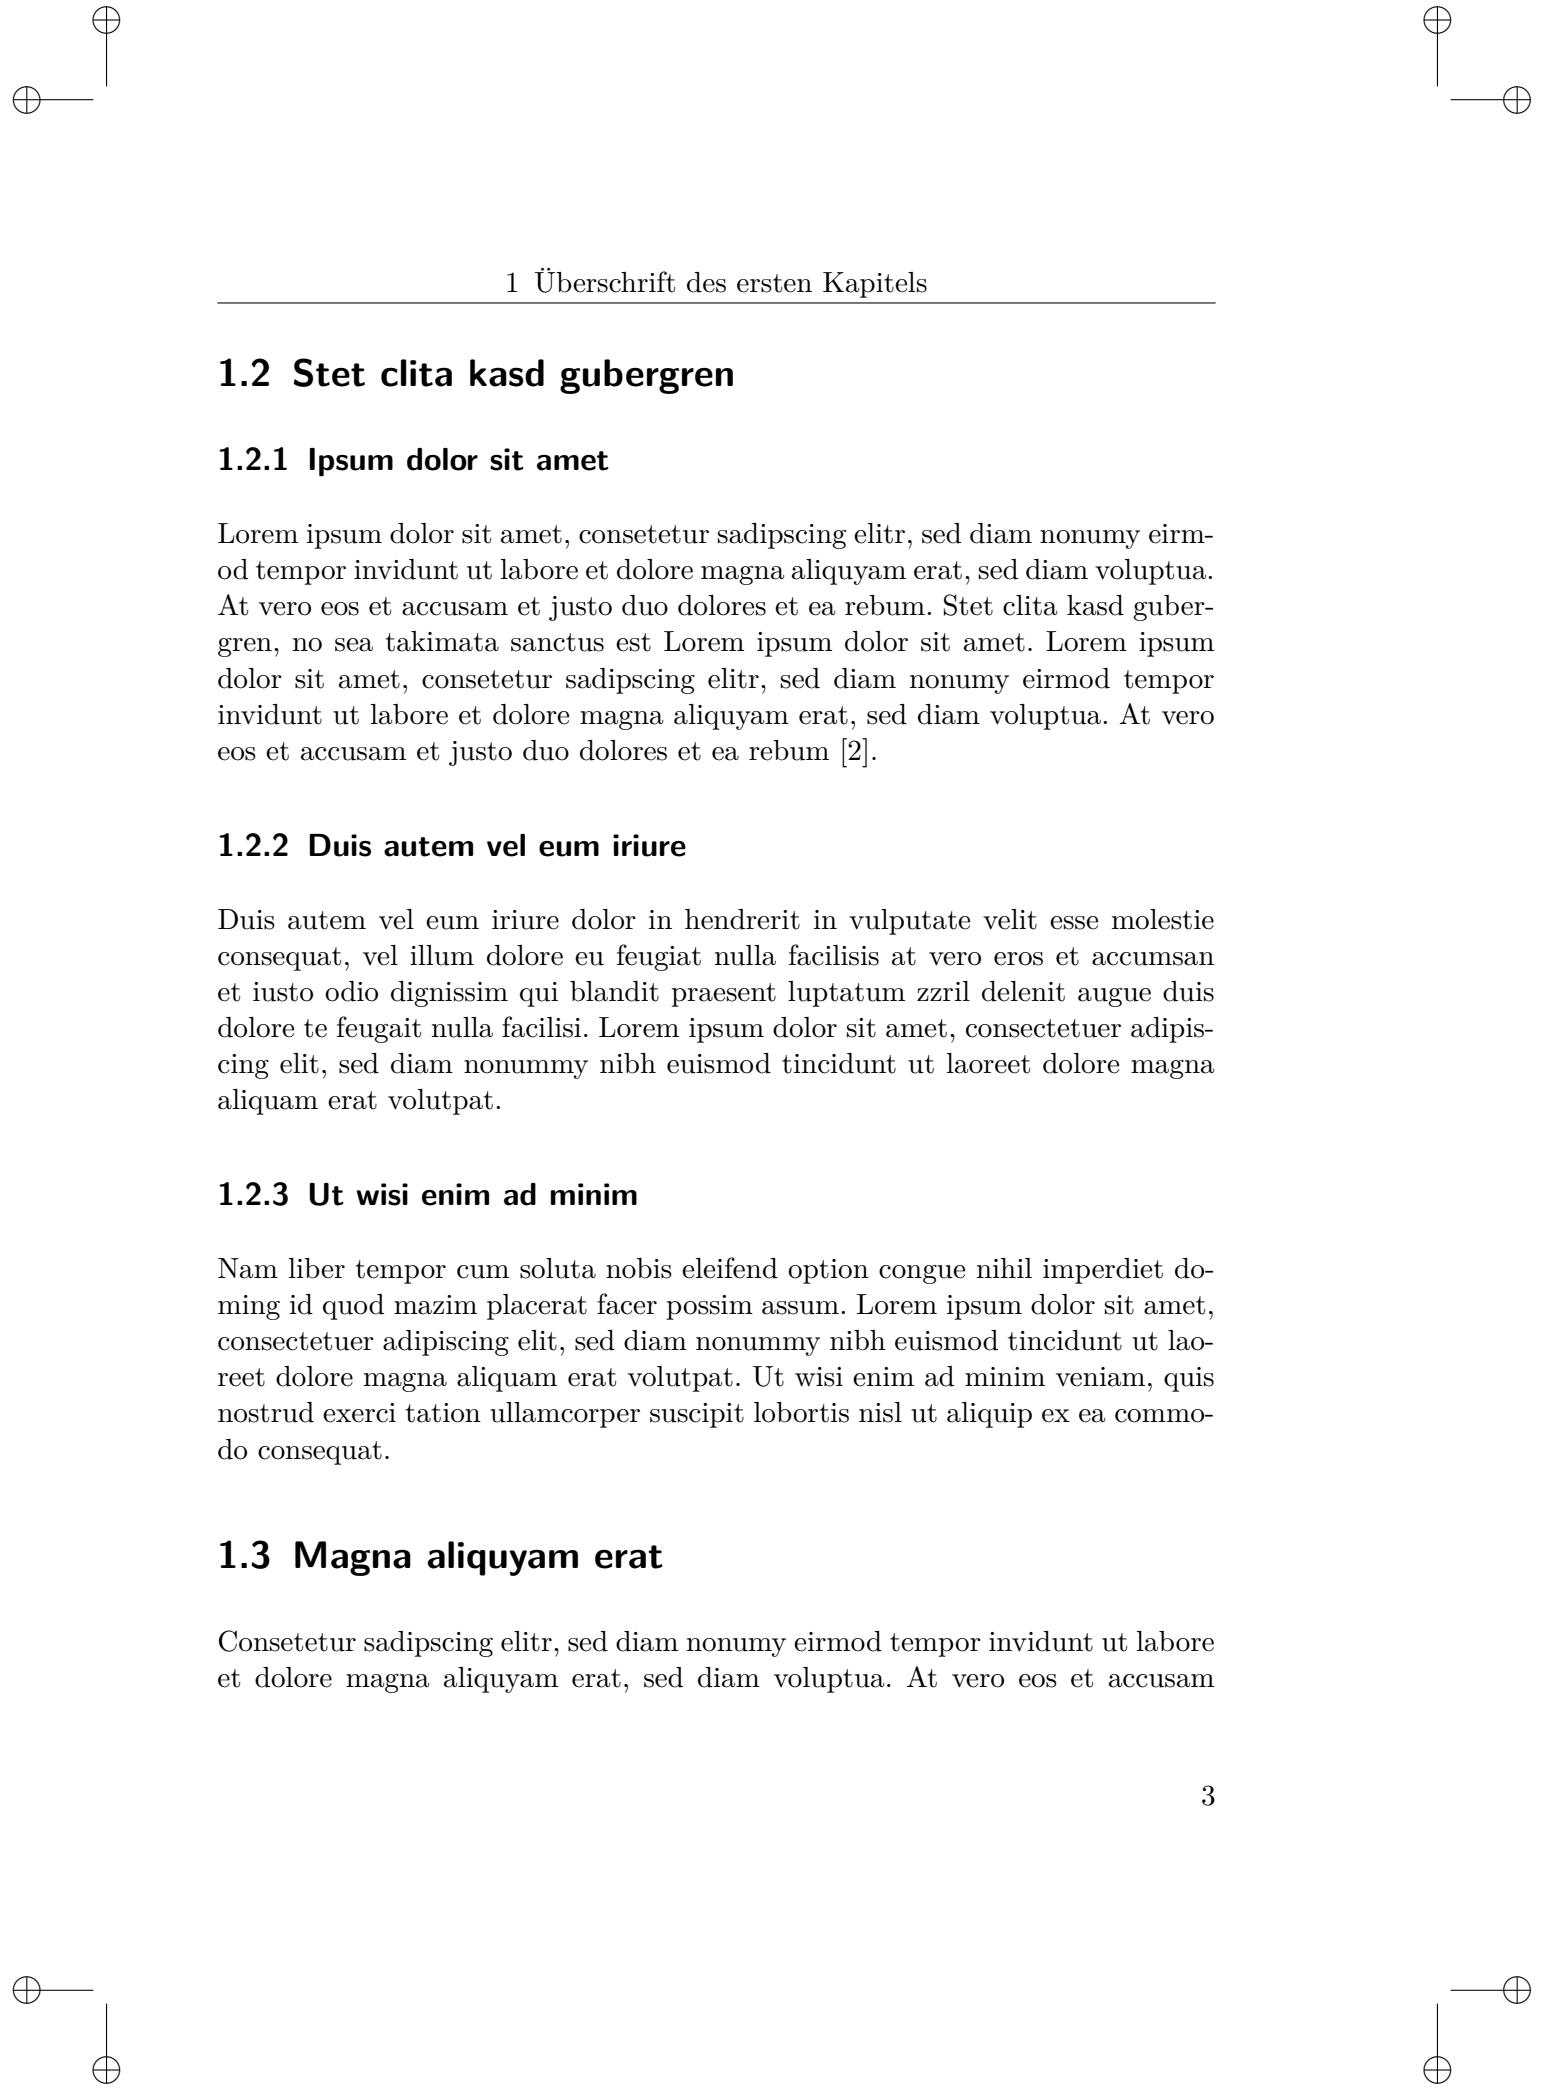 1 Überschrift des ersten Kapitels
1.2 Stet clita kasd gubergren
1.2.1 Ipsum dolor sit amet
Lorem ipsum dolor sit amet, consetetur sadipscing elitr, sed diam nonumy eirm-
od tempor invidunt ut labore et dolore magna aliquyam erat, sed diam voluptua.
At vero eos et accusam et justo duo dolores et ea rebum. Stet clita kasd guber-
gren, no sea takimata sanctus est Lorem ipsum dolor sit amet. Lorem ipsum
dolor sit amet, consetetur sadipscing elitr, sed diam nonumy eirmod tempor
invidunt ut labore et dolore magna aliquyam erat, sed diam voluptua. At vero
eos et accusam et justo duo dolores et ea rebum [2].
1.2.2 Duis autem vel eum iriure
Duis autem vel eum iriure dolor in hendrerit in vulputate velit esse molestie
consequat, vel illum dolore eu feugiat nulla facilisis at vero eros et accumsan
et iusto odio dignissim qui blandit praesent luptatum zzril delenit augue duis
dolore te feugait nulla facilisi. Lorem ipsum dolor sit amet, consectetuer adipis-
cing elit, sed diam nonummy nibh euismod tincidunt ut laoreet dolore magna
aliquam erat volutpat.
1.2.3 Ut wisi enim ad minim
Nam liber tempor cum soluta nobis eleifend option congue nihil imperdiet do-
ming id quod mazim placerat facer possim assum. Lorem ipsum dolor sit amet,
consectetuer adipiscing elit, sed diam nonummy nibh euismod tincidunt ut lao-
reet dolore magna aliquam erat volutpat. Ut wisi enim ad minim veniam, quis
nostrud exerci tation ullamcorper suscipit lobortis nisl ut aliquip ex ea commo-
do consequat.
1.3 Magna aliquyam erat
Consetetur sadipscing elitr, sed diam nonumy eirmod tempor invidunt ut labore
et dolore magna aliquyam erat, sed diam voluptua. At vero eos et accusam
3